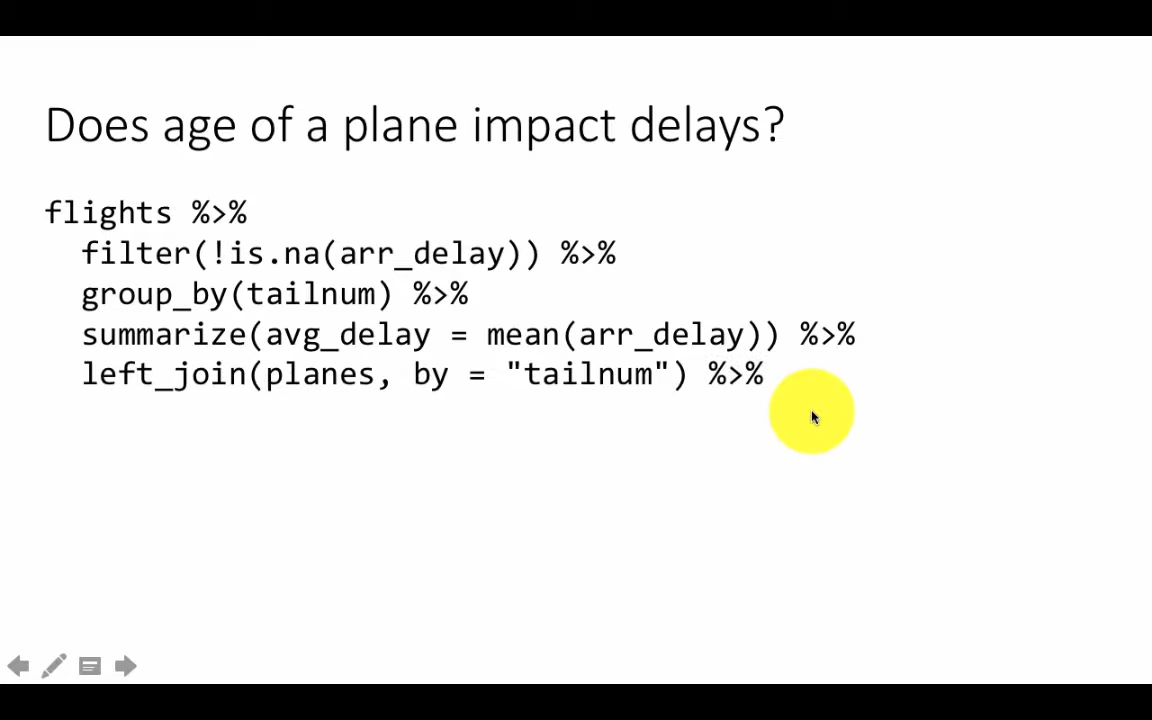 Does age of a plane impact delays?
flights %>%
  filter(!is.na(arr_delay)) %>%
  group_by(tailnum) %>%
  summarize(avg_delay = mean(arr_delay)) %>%
  left_join(planes, by = "tailnum") %>%